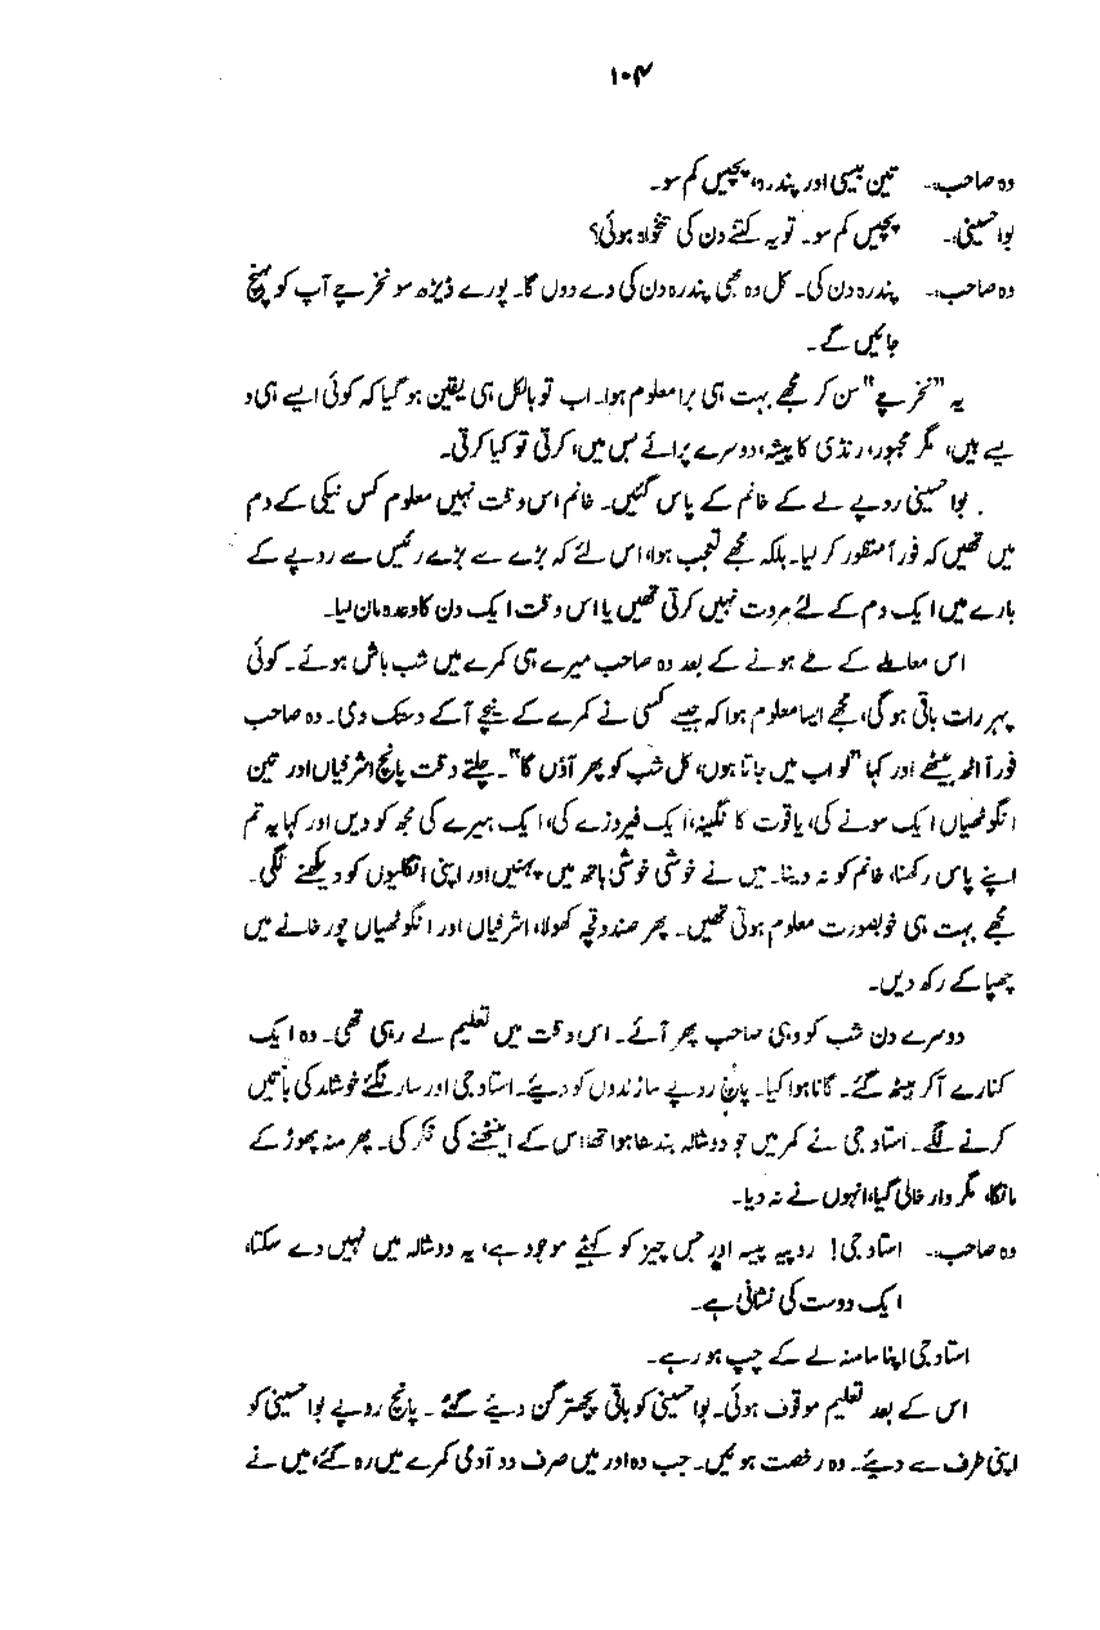 ۱۰۴
وہ صاحب:۔ تین بیسی اور پندرہ، پچیس کم سو۔
بوا حسینی:۔ پچیس کم سو۔ تو یہ کتنے دن کی تنخواہ ہوئی؟
وہ صاحب:۔ پندرہ دن کی۔ کل وہ بھی پندرہ دن کی دے دوں گا۔ پورے ڈیڑھ سو نخرچے آپ کو پہنچ
جائیں گے۔
یہ "نخرچے" سن کر مجھے بہت ہی برا معلوم ہوا۔ اب تو بالکل ہی یقین ہو گیا کہ کوئی ایسے ہی و
یسے ہیں، مگر مجبور، رنڈی کا پیشہ، دوسرے پرائے بس میں، کرتی تو کیا کرتی۔
بوا حسینی روپے لے کے خانم کے پاس گئیں۔ خانم اس وقت نہیں معلوم کس نیکی کے دم
میں تھیں کہ فوراً منظور کر لیا۔ بلکہ مجھے تعجب ہوا، اس لئے کہ بڑے سے بڑے رئیس سے روپے کے
بارے میں ایک دم کے لئے مروت نہیں کرتی تھیں یا اس وقت ایک دن کا وعدہ مان لیا۔
اس معاملے کے طے ہونے کے بعد وہ صاحب میرے ہی کمرے میں شب باش ہوئے۔ کوئی
پہر رات باقی ہو گی، مجھے ایسا معلوم ہوا کہ جیسے کسی نے کمرے کے نیچے آ کے دستک دی۔ وہ صاحب
فوراً اٹھ بیٹھے اور کہا "لو اب میں جاتا ہوں، کل شب کو پھر آؤں گا"۔ چلتے وقت پانچ اشرفیاں اور تین
انگوٹھیاں ایک سونے کی، یاقوت کا نگینہ، ایک فیروزے کی، ایک ہیرے کی مجھ کو دیں اور کہا یہ تم
اپنے پاس رکھنا، خانم کو نہ دینا۔ میں نے خوشی خوشی ہاتھ میں پہنیں اور اپنی انگلیوں کو دیکھنے لگی۔
مجھے بہت ہی خوبصورت معلوم ہوتی تھیں۔ پھر صندوقچہ کھولا، اشرفیاں اور انگوٹھیاں چور خانے میں
چھپا کے رکھ دیں۔
دوسرے دن شب کو وہی صاحب پھر آئے۔ اس وقت میں تعلیم لے رہی تھی۔ وہ ایک
کنارے آ کر بیٹھ گئے۔ گانا ہوا کیا۔ پانچ روپے سازندوں کو دیئے۔ استاد جی اور سارنگئے خوشامد کی باتیں
کرنے لگے۔ استاد جی نے کمر میں جو دوشالہ بندھا ہوا تھا، اس کے اینٹھنے کی فکر کی۔ پھر منہ پھوڑ کے
مانگا، مگر وار خالی گیا، انہوں نے نہ دیا۔
وہ صاحب:۔ استاد جی! روپیہ پیسہ اور جس چیز کو کہئے موجود ہے، یہ دوشالہ میں نہیں دے سکتا،
ایک دوست کی نشانی ہے۔
استاد جی اپنا سا منہ لے کے چپ ہو رہے۔
اس کے بعد تعلیم موقوف ہوئی۔ بوا حسینی کو باقی پچھتر گن دیئے گئے۔ پانچ روپے بوا حسینی کو
اپنی طرف سے دیئے۔ وہ رخصت ہوئیں۔ جب وہ اور میں صرف دو آدمی کمرے میں رہ گئے، میں نے